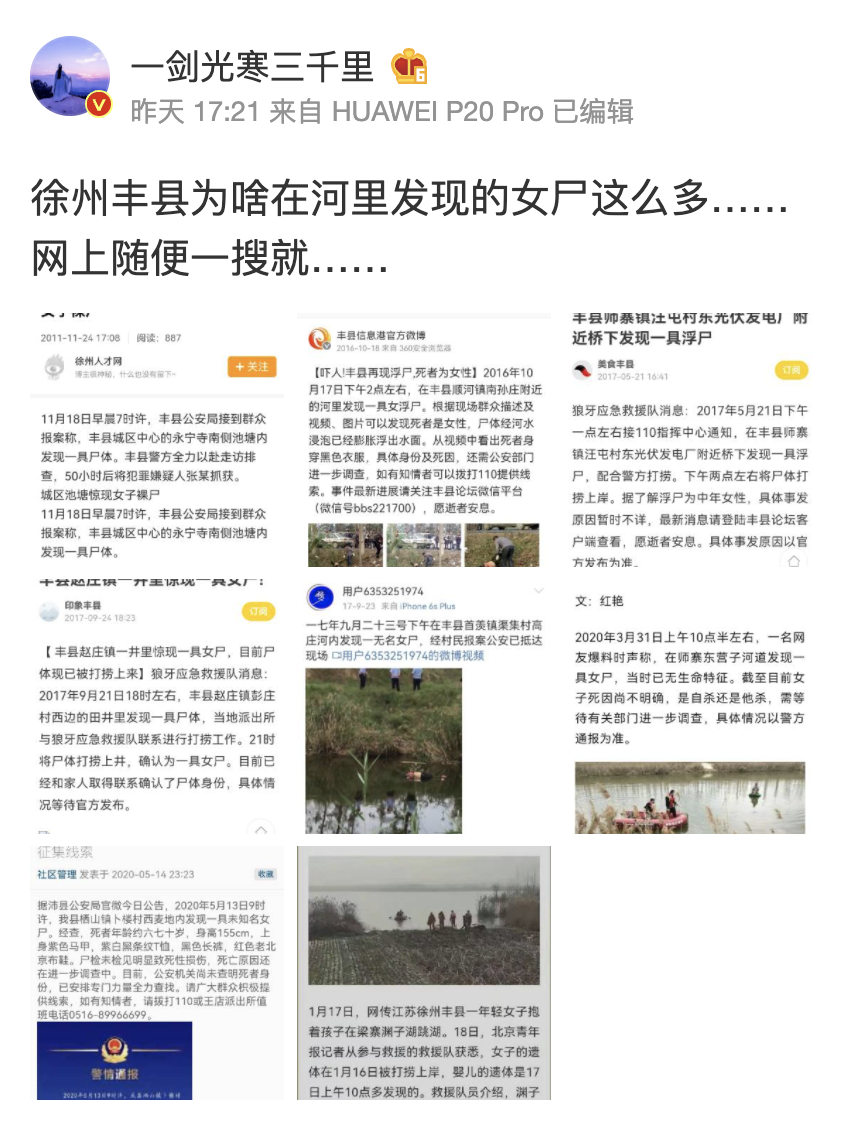 一剑光寒三千里
昨天 17:21 来自 HUAWEI P20 Pro 已编辑
徐州丰县为啥在河里发现的女尸这么多……
网上随便一搜就……
2011-11-24 17:08 阅读：887
徐州人才网
博主很神秘，什么也没有留下~
+ 关注
11月18日早晨7时许，丰县公安局接到群众
报案称，丰县城区中心的永宁寺南侧池塘内
发现一具尸体。丰县警方全力以赴走访排
查，50小时后将犯罪嫌疑人张某抓获。
城区池塘惊现女子裸尸
11月18日早晨7时许，丰县公安局接到群众
报案称，丰县城区中心的永宁寺南侧池塘内
发现一具尸体。
丰县信息港官方微博
2016-10-18 来自 360安全浏览器
【吓人!丰县再现浮尸,死者为女性】2016年10
月17日下午2点左右，在丰县顺河镇南孙庄附近
的河里发现一具女浮尸。根据现场群众描述及
视频、图片可以发现,死者是女性，尸体经河水
浸泡已经膨胀浮出水面。从视频中看出死者身
穿黑色衣服，具体身份及死因，还需公安部门
进一步调查，如有知情者可以拨打110提供线
索。事件最新进展请关注丰县论坛微信平台
（微信号bbs221700），愿逝者安息。
丰县师寨镇汪屯村东光伏发电厂附
近桥下发现一具浮尸
美食丰县
2017-05-21 16:41
订阅
狼牙应急救援队消息：2017年5月21日下午
一点左右接110指挥中心通知，在丰县师寨
镇汪屯村东光伏发电厂附近桥下发现一具浮
尸，配合警方打捞。下午两点左右将尸体打
捞上岸。据了解浮尸为中年女性，具体事发
原因暂时不详，最新消息请登陆丰县论坛客
户端查看，愿逝者安息。具体事发原因以官
方发布为准。
丰县赵庄镇一井里惊现一具女尸！
印象丰县
2017-09-24 18:23
订阅
【 丰县赵庄镇一井里惊现一具女尸，目前尸
体现已被打捞上来】狼牙应急救援队消息：
2017年9月21日18时左右，丰县赵庄镇彭庄
村西边的田井里发现一具尸体，当地派出所
与狼牙应急救援队联系进行打捞工作。21时
将尸体打捞上井，确认为一具女尸。目前已
经和家人取得联系确认了尸体身份，具体情
况等待官方发布。
用户6353251974
17-9-23 来自 iPhone 6s Plus
一七年九月二十三号下午在丰县首羡镇渠集村高
庄河内发现一无名女尸，经村民报案公安已抵达
现场 用户6353251974的微博视频
文：红艳
2020年3月31日上午10点半左右，一名网
友爆料时声称，在师寨东营子河道发现一
具女尸，当时已无生命特征。截至目前女
子死因尚不明确，是自杀还是他杀，需等
待有关部门进一步调查，具体情况以警方
通报为准。
征集线索
社区管理 发表于 2020-05-14 23:23
收藏
据沛县公安局官微今日公告，2020年5月13日9时
许，我县栖山镇卜楼村西麦地内发现一具未知名女
尸。经查，死者年龄约六七十岁，身高155cm，上
身紫色马甲，紫白黑条纹T恤，黑色长裤，红色老北
京布鞋。尸检未检见明显致死性损伤，死亡原因还
在进一步调查中。目前，公安机关尚未查明死者身
份，已安排专门力量全力查找。请广大群众积极提
供线索，如有知情者，请拨打110或王店派出所值
班电话0516-89966699。
警情通报
1月17日，网传江苏徐州丰县一年轻女子抱
着孩子在梁寨渊子湖跳湖。18日，北京青年
报记者从参与救援的救援队获悉，女子的遗
体在1月16日被打捞上岸，婴儿的遗体是17
日上午10点多发现的。救援队员介绍，渊子